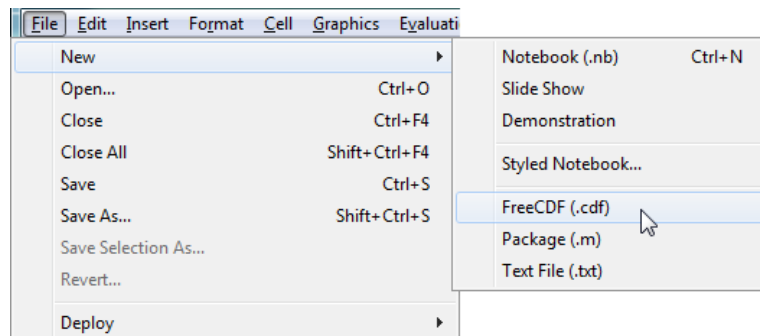 File Edit Insert Format Cell Graphics Evaluati
New
Open... Ctrl+O
Close Ctrl+F4
Close All Shift+Ctrl+F4
Save Ctrl+S
Save As... Shift+Ctrl+S
Save Selection As...
Revert...
Deploy
Notebook (.nb) Ctrl+N
Slide Show
Demonstration
Styled Notebook...
FreeCDF (.cdf)
Package (.m)
Text File (.txt)